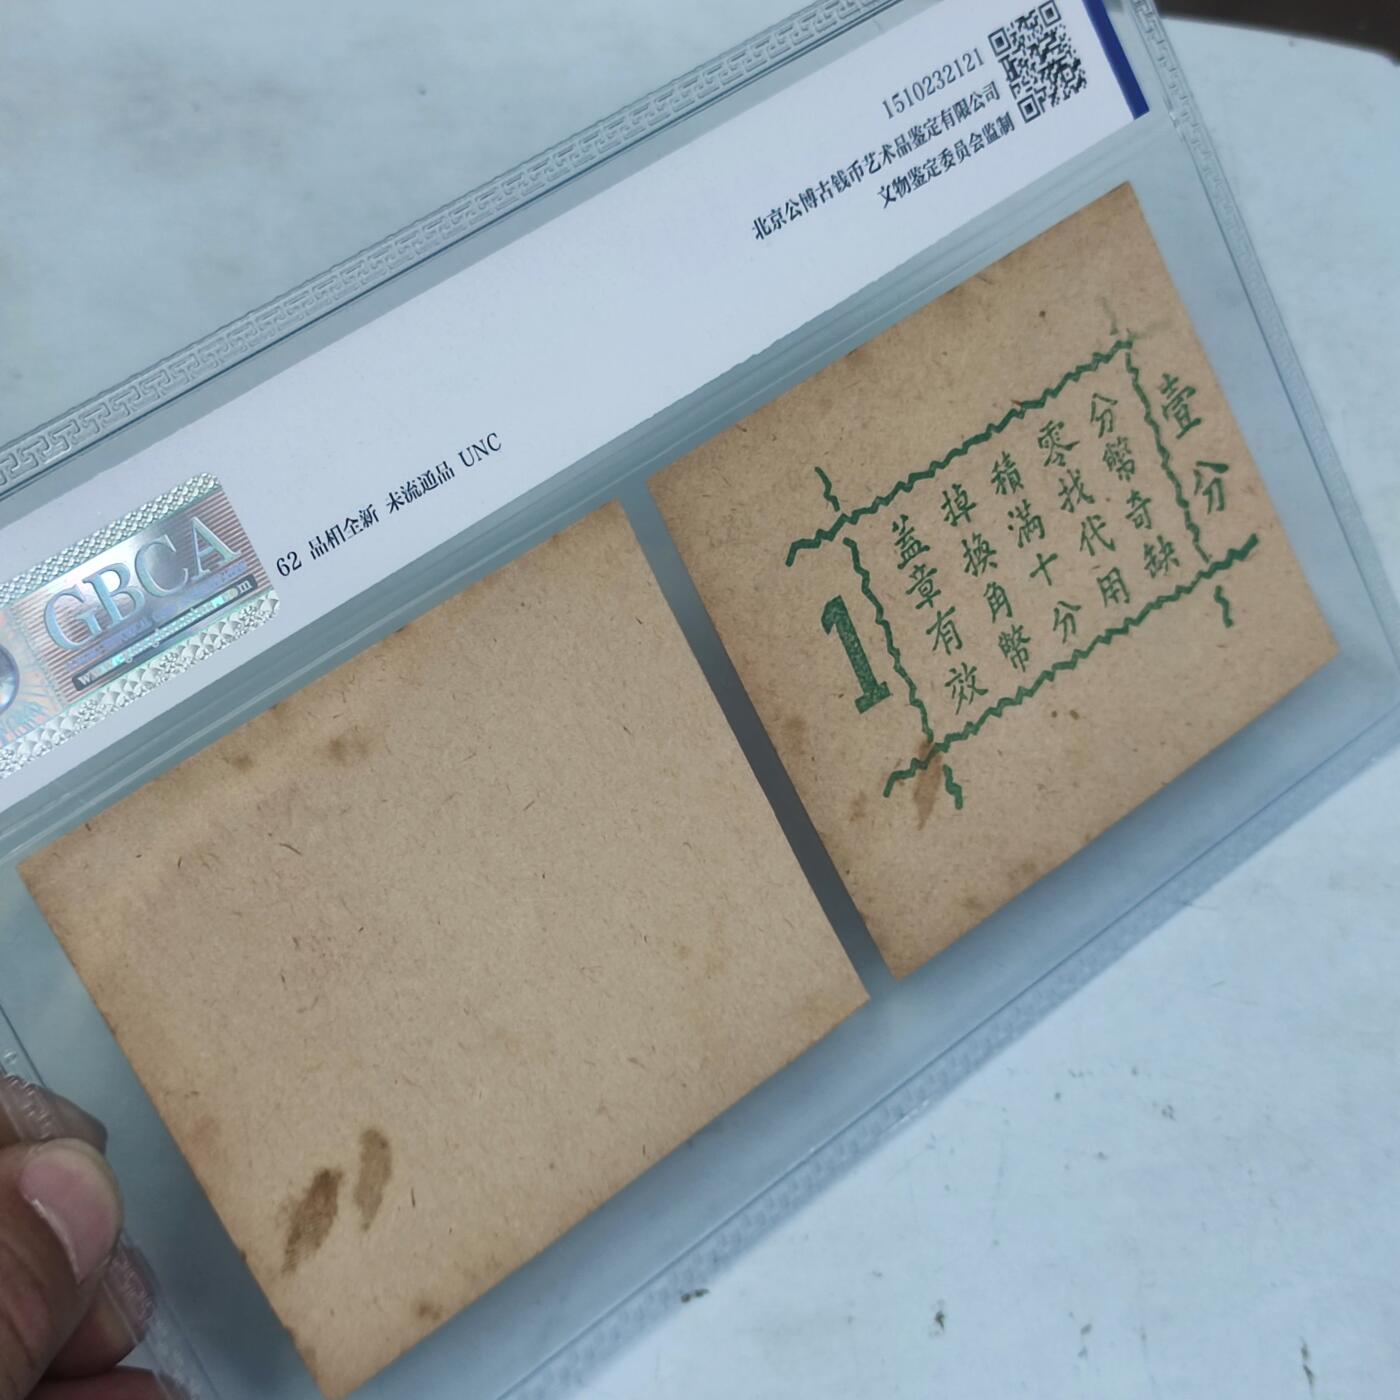 1510232121
北京公博古钱币艺术品鉴定有限公司
文物鉴定委员会监制
GBCA
62 品相全新 未流通品 UNC
壹分
分幣奇缺
零找代用
積滿十分
掉換角幣
蓋章有效
1